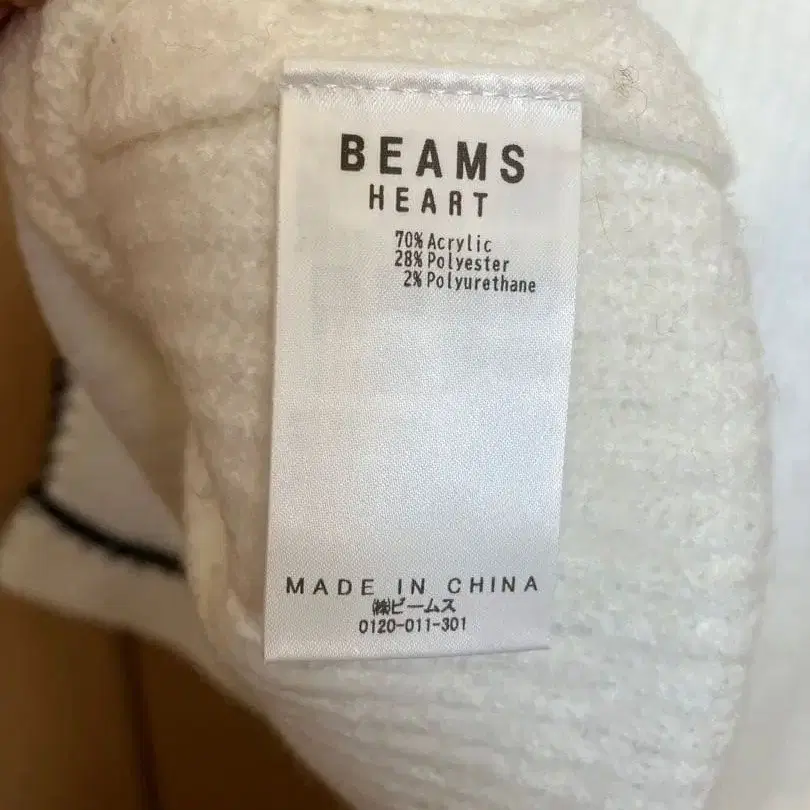 BEAMS
HEART
70% Acrylic
28% Polyester
2% Polyurethane
MADE IN CHINA
㈱ビームス
0120-011-301